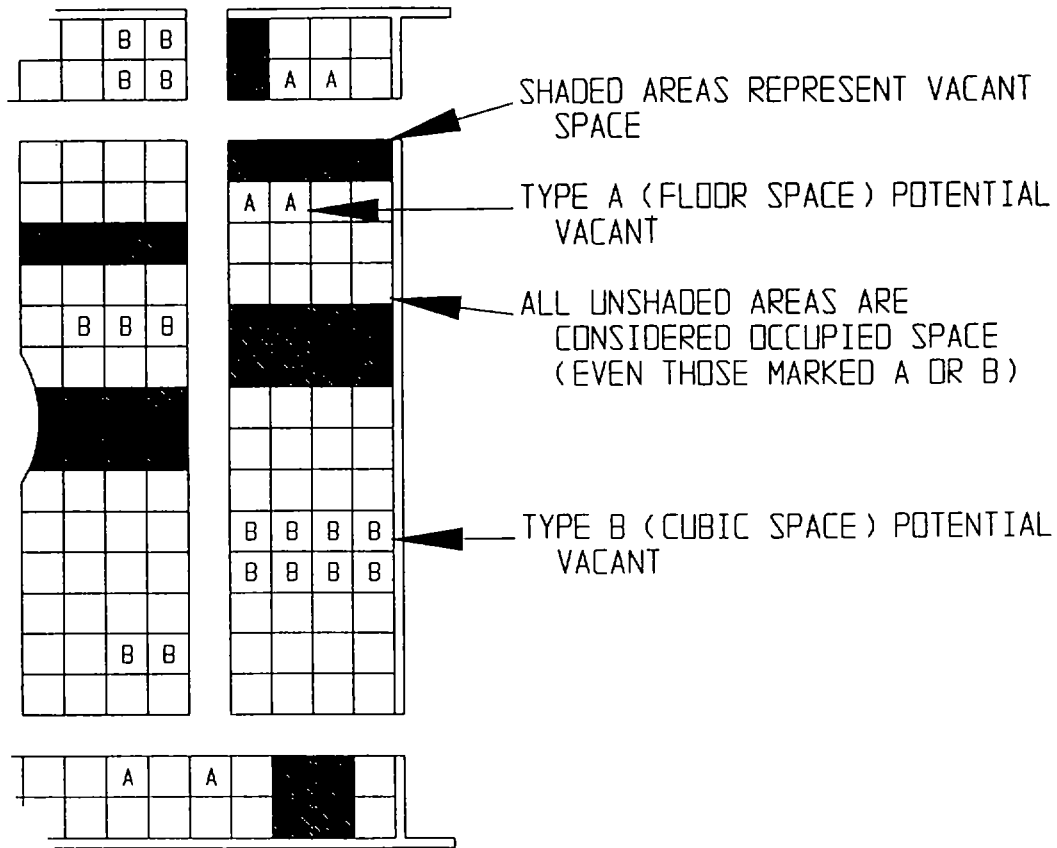 B B
B B
A A
SHADED AREAS REPRESENT VACANT
SPACE
A A
TYPE A (FLOOR SPACE) POTENTIAL
VACANT
B B B
ALL UNSHADED AREAS ARE
CONSIDERED OCCUPIED SPACE
(EVEN THOSE MARKED A OR B)
B B B B
TYPE B (CUBIC SPACE) POTENTIAL
VACANT
B B B B
B B
A A